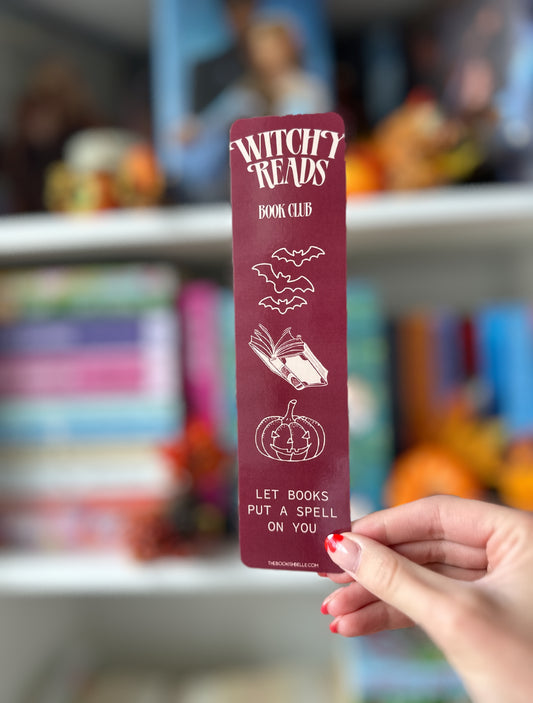 WITCHY
READS
BOOK CLUB
LET BOOKS
PUT A SPELL
ON YOU
THEBOOKISHBELLE.COM